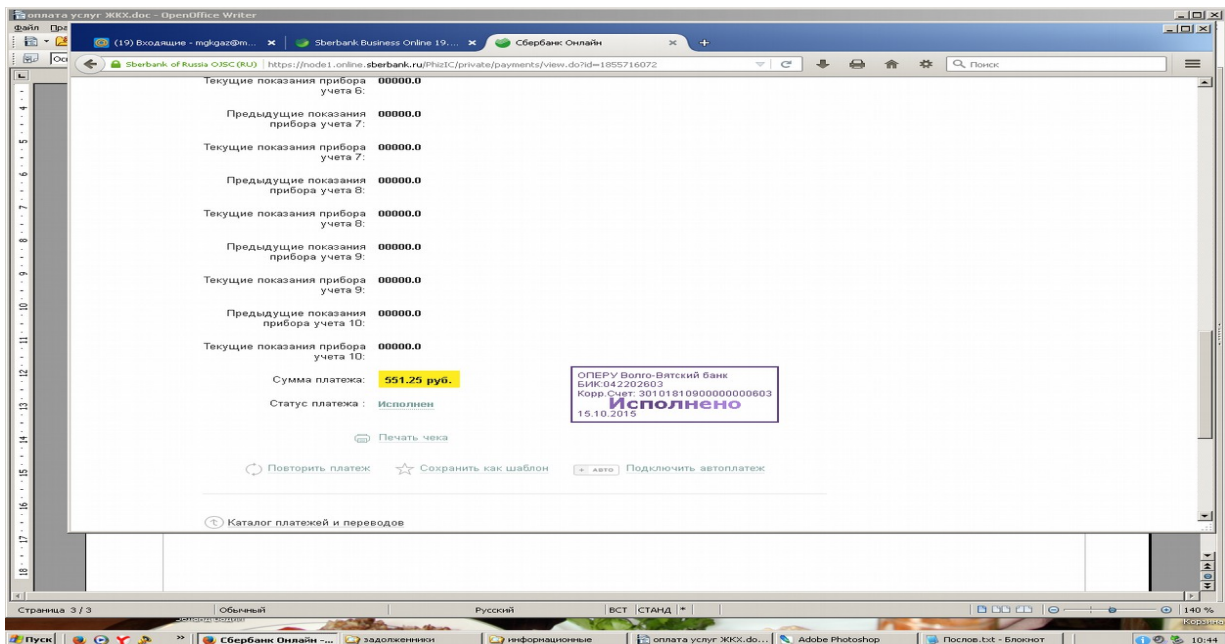 оплата услуг ЖКХ.doc - OpenOffice Writer
Файл
(19) Входящие - mgkgaz@m...
Sberbank Business Online 19....
Сбербанк Онлайн
Sberbank of Russia OJSC (RU)
https://node1.online.sberbank.ru/PhizIC/private/payments/view.do?id=1855716072
Поиск
Текущие показания прибора 00000.0
учета 6:
Предыдущие показания 00000.0
прибора учета 7:
Текущие показания прибора 00000.0
учета 7:
Предыдущие показания 00000.0
прибора учета 8:
Текущие показания прибора 00000.0
учета 8:
Предыдущие показания 00000.0
прибора учета 9:
Текущие показания прибора 00000.0
учета 9:
Предыдущие показания 00000.0
прибора учета 10:
Текущие показания прибора 00000.0
учета 10:
Сумма платежа: 551.25 руб.
Статус платежа : Исполнен
ОПЕРУ Волго-Вятский банк
БИК:042202603
Корр.Счет: 30101810900000000603
Исполнено
15.10.2015
Печать чека
Повторить платеж
Сохранить как шаблон
+ АВТО
Подключить автоплатеж
Каталог платежей и переводов
Страница 3 / 3
Обычный
Русский
ВСТ
СТАНД
*
140 %
Корзина
Пуск
Сбербанк Онлайн -...
задолженники
информационные
оплата услуг ЖКХ.do...
Adobe Photoshop
Послов.txt - Блокнот
10:44